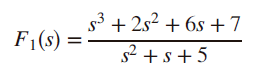 F₁(s) = (s³ + 2s² + 6s + 7) / (s² + s + 5)